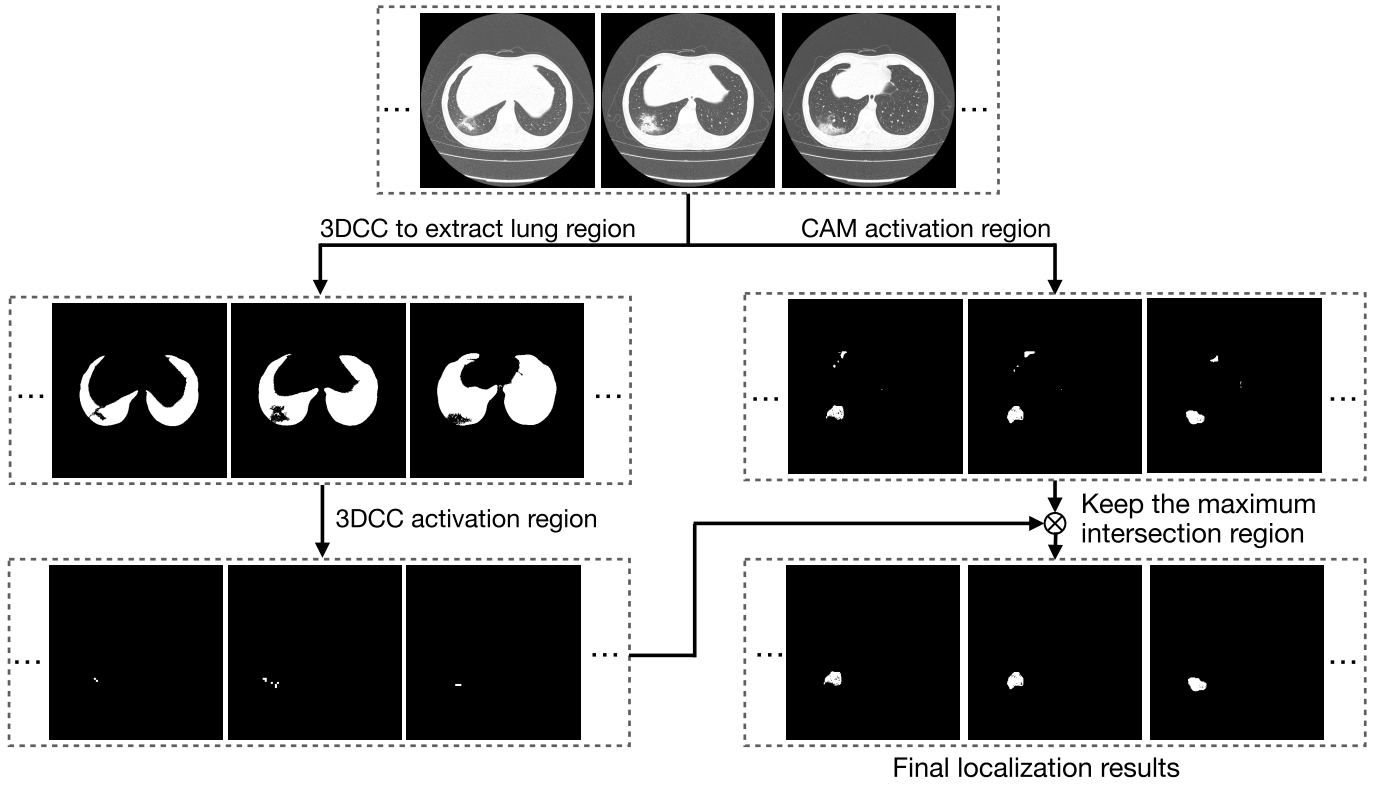 3DCC to extract lung region
CAM activation region
3DCC activation region
Keep the maximum
intersection region
Final localization results